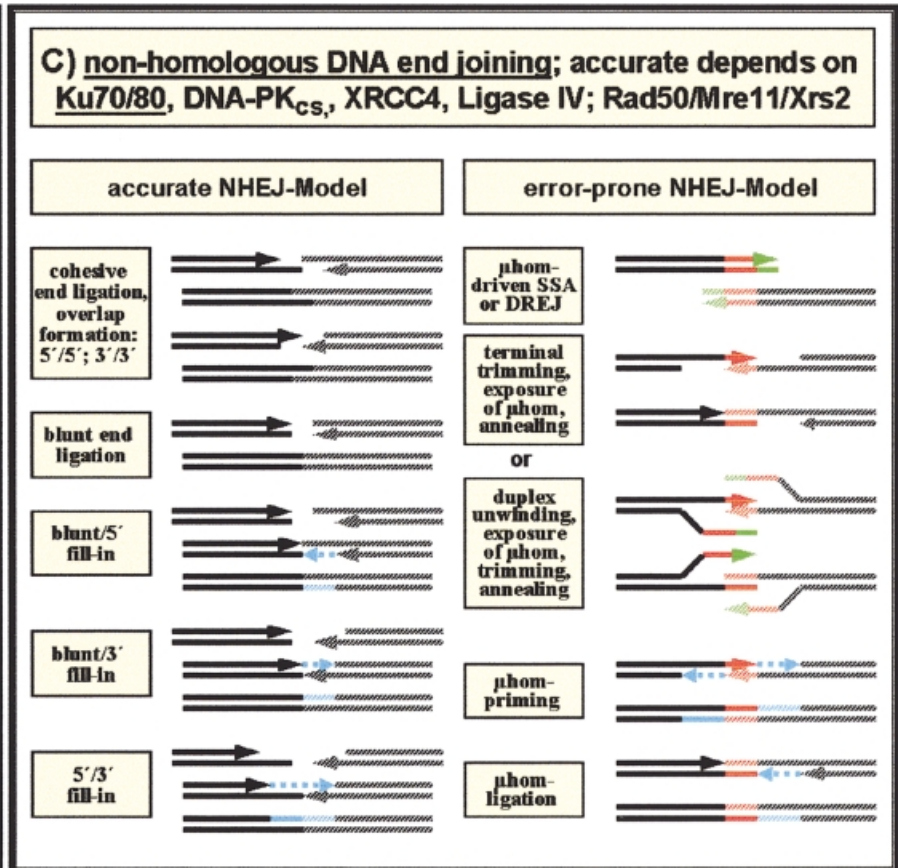 C) non-homologous DNA end joining; accurate depends on
Ku70/80, DNA-PKCS,, XRCC4, Ligase IV; Rad50/Mre11/Xrs2
accurate NHEJ-Model
cohesive
end ligation,
overlap
formation:
5´/5´; 3´/3´
blunt end
ligation
blunt/5´
fill-in
blunt/3´
fill-in
5´/3´
fill-in
error-prone NHEJ-Model
µhom-
driven SSA
or DREJ
terminal
trimming,
exposure
of µhom,
annealing
or
duplex
unwinding,
exposure
of µhom,
trimming,
annealing
µhom-
priming
µhom-
ligation